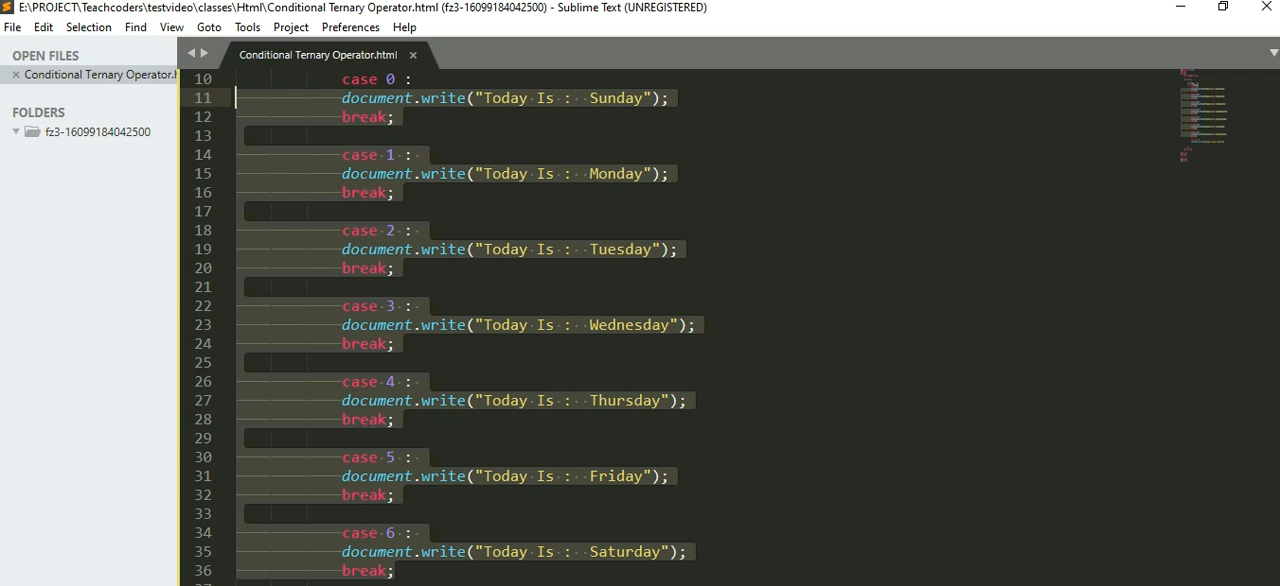 E:\PROJECT\Teachcoders\testvideo\classes\Html\Conditional Ternary Operator.html (fz3-16099184042500) - Sublime Text (UNREGISTERED)
File Edit Selection Find View Goto Tools Project Preferences Help
OPEN FILES
Conditional Ternary Operator.h
FOLDERS
fz3-16099184042500
Conditional Ternary Operator.html
10 case 0 :
11 document.write("Today Is :  Sunday");
12 break;
13
14 case 1 :
15 document.write("Today Is :  Monday");
16 break;
17
18 case 2 :
19 document.write("Today Is :  Tuesday");
20 break;
21
22 case 3 :
23 document.write("Today Is :  Wednesday");
24 break;
25
26 case 4 :
27 document.write("Today Is :  Thursday");
28 break;
29
30 case 5 :
31 document.write("Today Is :  Friday");
32 break;
33
34 case 6 :
35 document.write("Today Is :  Saturday");
36 break;